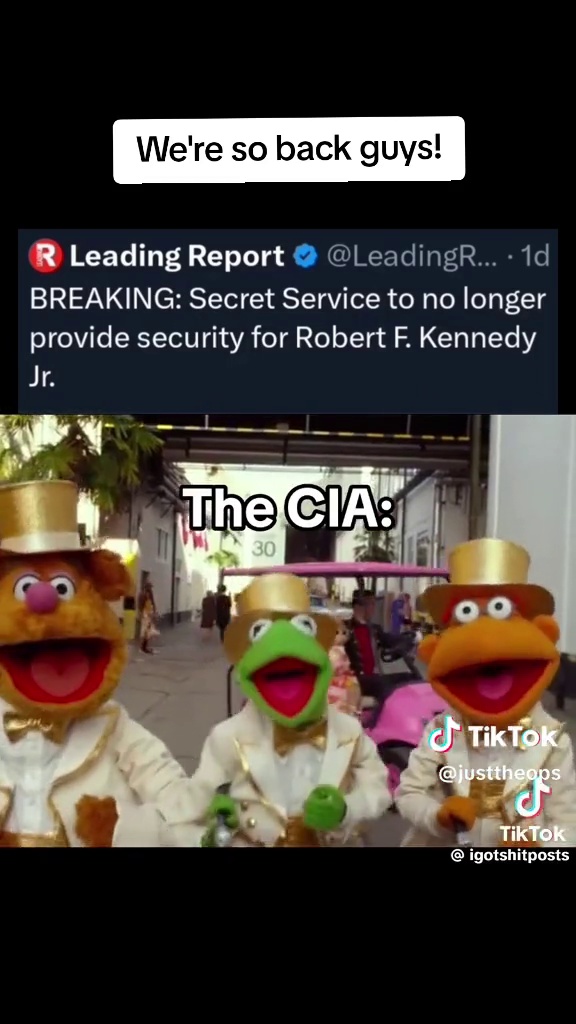 We're so back guys!
R Leading Report @LeadingR... · 1d
BREAKING: Secret Service to no longer
provide security for Robert F. Kennedy
Jr.
The CIA:
30
TikTok
@justtheops
TikTok
@ igotshitposts